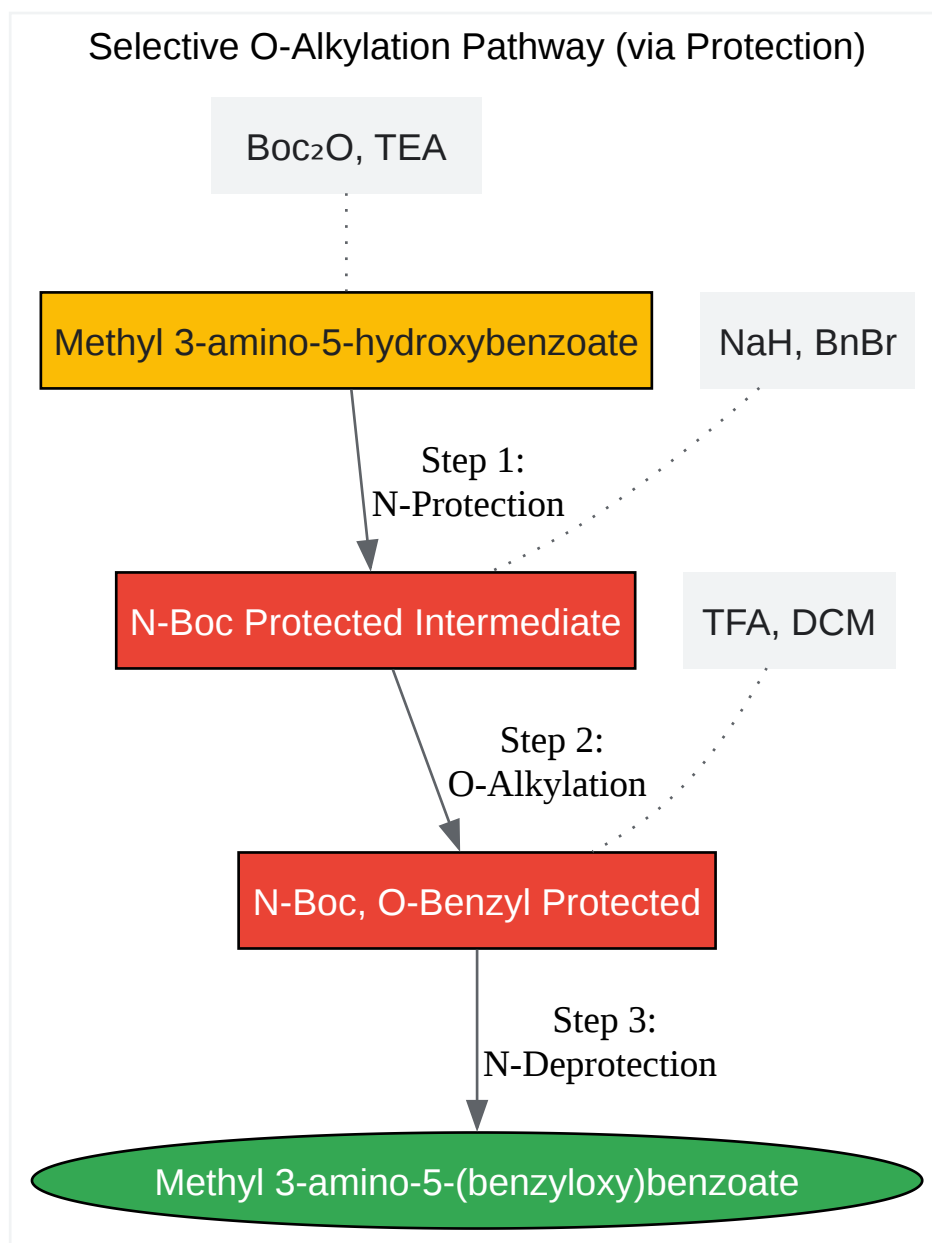 Selective O-Alkylation Pathway (via Protection)
Boc₂O, TEA
Methyl 3-amino-5-hydroxybenzoate
NaH, BnBr
Step 1:
N-Protection
N-Boc Protected Intermediate
TFA, DCM
Step 2:
O-Alkylation
N-Boc, O-Benzyl Protected
Step 3:
N-Deprotection
Methyl 3-amino-5-(benzyloxy)benzoate